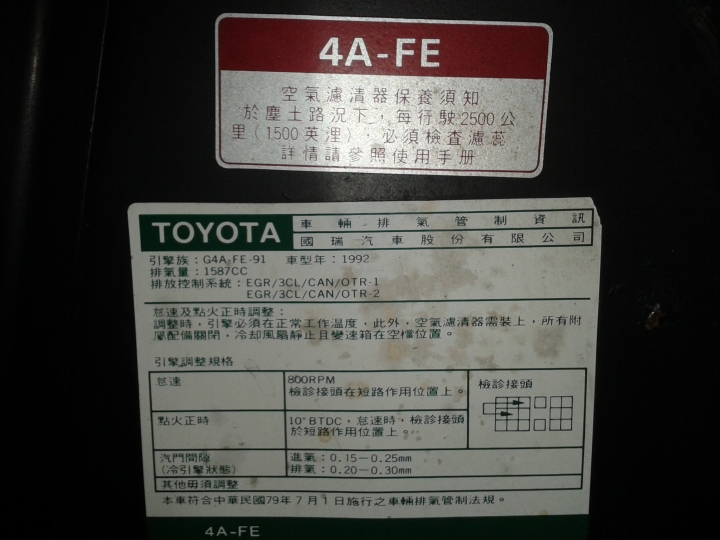 4A-FE
空氣濾清器保養須知
於塵土路況下，每行駛2500公
里(1500英浬)，必須檢查濾蕊
詳情請參照使用手册
TOYOTA
車輛排氣管制資訊
國瑞汽車股份有限公司
引擎族：G4A-FE-91 車型年：1992
排氣量：1587CC
排放控制系統：EGR/3CL/CAN/OTR-1
EGR/3CL/CAN/OTR-2
怠速及點火正時調整：
調整時，引擎必須在正常工作温度，此外，空氣濾清器需裝上，所有附
屬配備關閉，冷却風扇靜止且變速箱在空檔位置。
引擎調整規格
怠速 800RPM
檢診接頭在短路作用位置上。
檢診接頭
點火正時 10°BTDC，怠速時，檢診接頭
於短路作用位置上。
汽門間隙 進氣：0.15－0.25mm
(冷引擎狀態) 排氣：0.20－0.30mm
其他毋須調整
本車符合中華民國79年7月1日施行之車輛排氣管制法規。
4A-FE